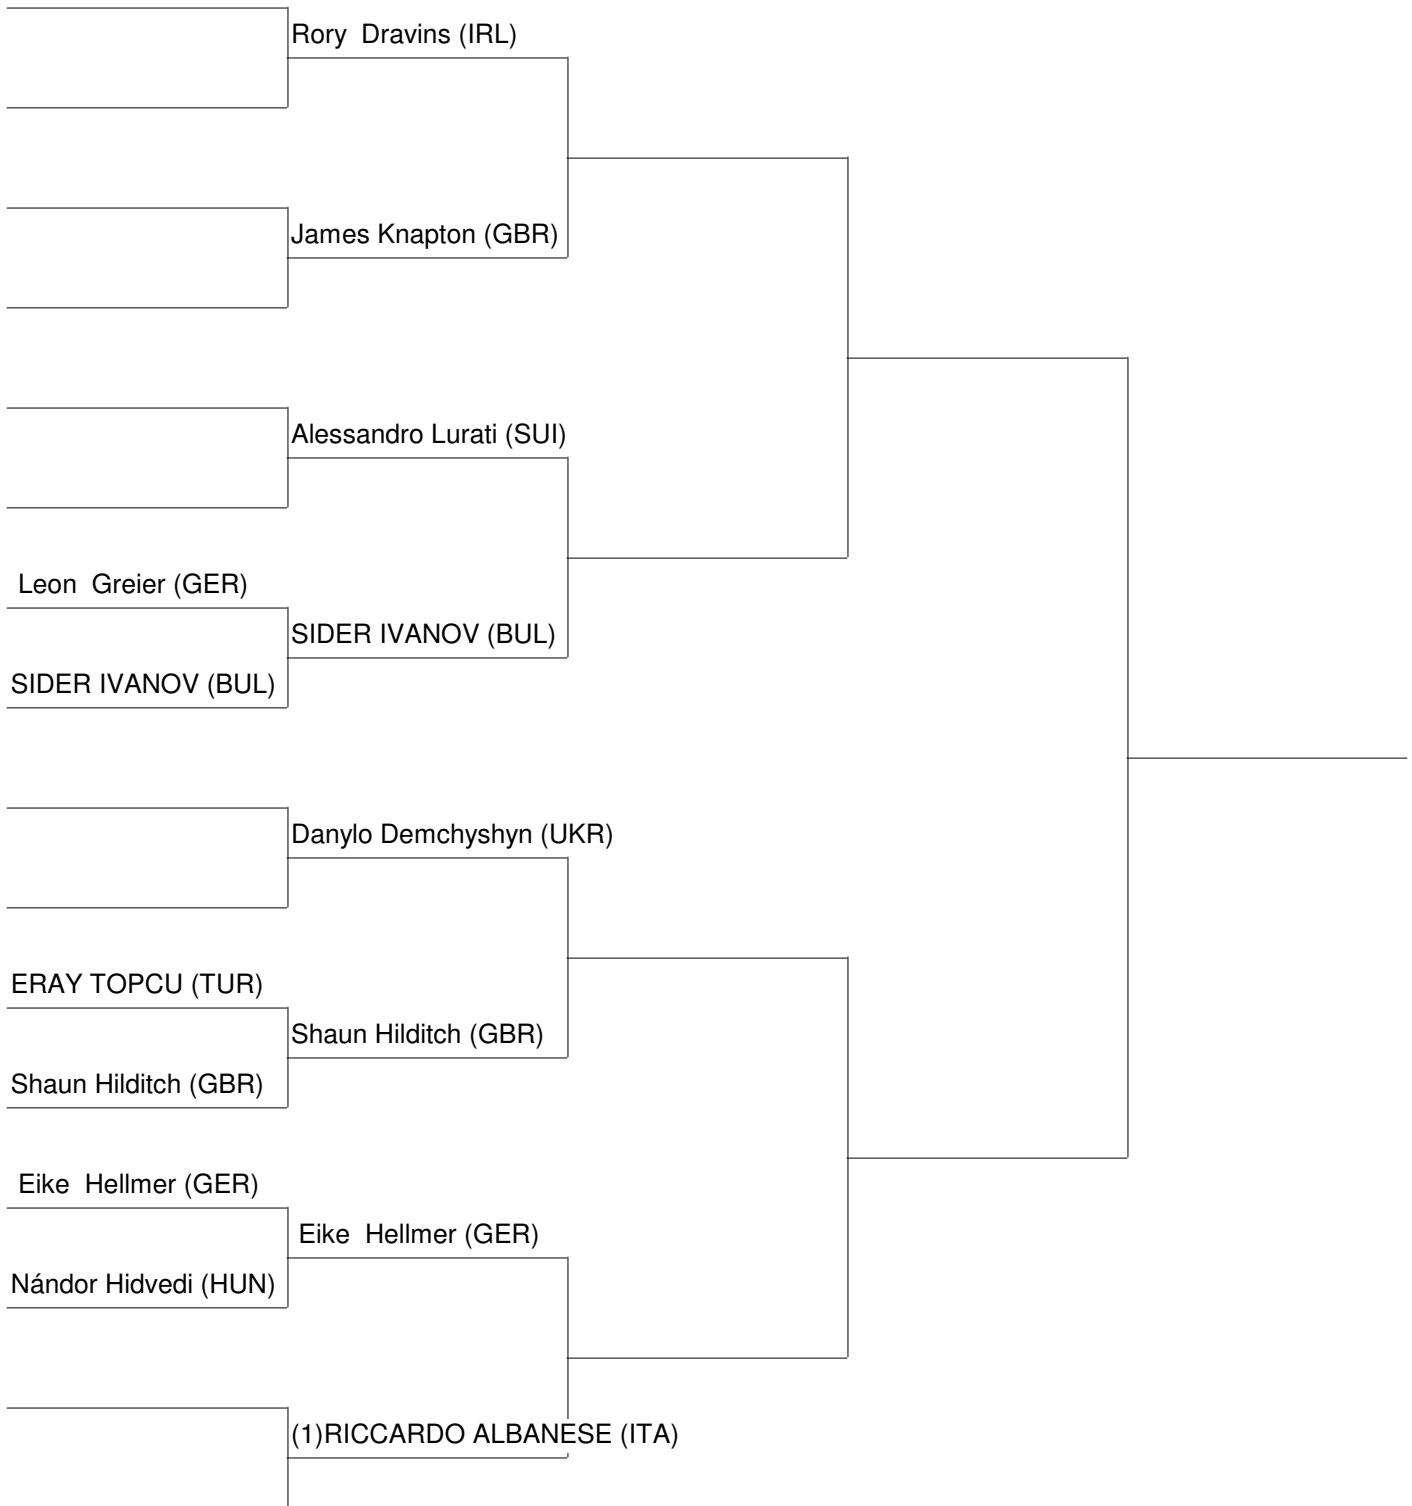 Rory  Dravins (IRL)
James Knapton (GBR)
Alessandro Lurati (SUI)
Leon  Greier (GER)
SIDER IVANOV (BUL)
SIDER IVANOV (BUL)
Danylo Demchyshyn (UKR)
ERAY TOPCU (TUR)
Shaun Hilditch (GBR)
Shaun Hilditch (GBR)
Eike  Hellmer (GER)
Eike  Hellmer (GER)
Nándor Hidvedi (HUN)
(1)RICCARDO ALBANESE (ITA)